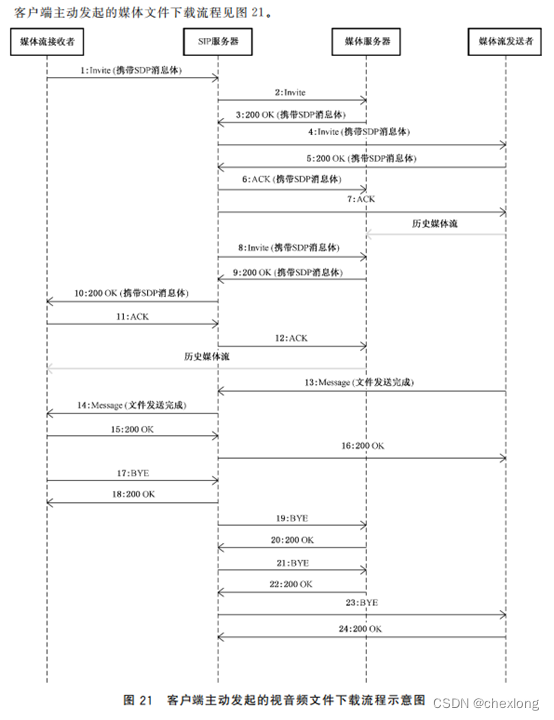 客户端主动发起的媒体文件下载流程见图21。
媒体流接收者
SIP服务器
媒体服务器
媒体流发送者
1:Invite(携带SDP消息体)
2:Invite
3:200 OK(携带SDP消息体)
4:Invite(携带SDP消息体)
5:200 OK(携带SDP消息体)
6:ACK(携带SDP消息体)
7:ACK
历史媒体流
8:Invite(携带SDP消息体)
9:200 OK(携带SDP消息体)
10:200 OK(携带SDP消息体)
11:ACK
12:ACK
历史媒体流
13:Message(文件发送完成)
14:Message(文件发送完成)
15:200 OK
16:200 OK
17:BYE
18:200 OK
19:BYE
20:200 OK
21:BYE
22:200 OK
23:BYE
24:200 OK
图 21 客户端主动发起的视音频文件下载流程示意图
CSDN @chexlong